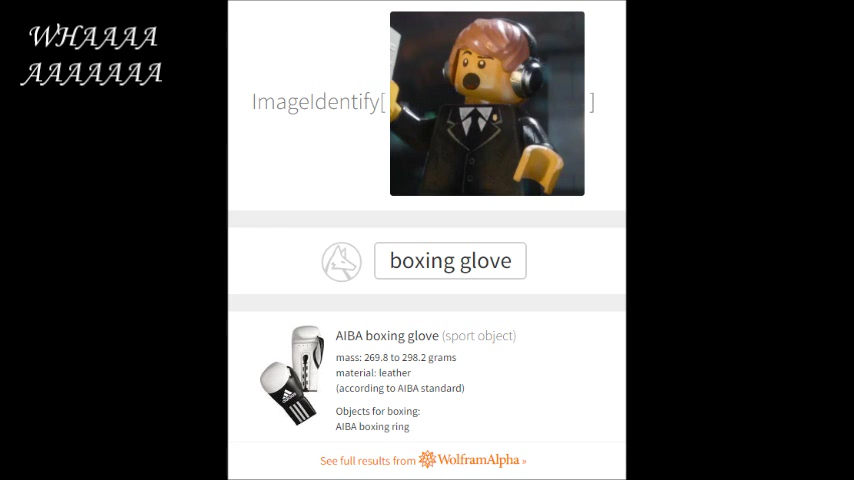 WHAAAA
AAAAAAA
ImageIdentify[ ]
boxing glove
AIBA boxing glove (sport object)
mass: 269.8 to 298.2 grams
material: leather
(according to AIBA standard)
Objects for boxing:
AIBA boxing ring
adidas
See full results from WolframAlpha »